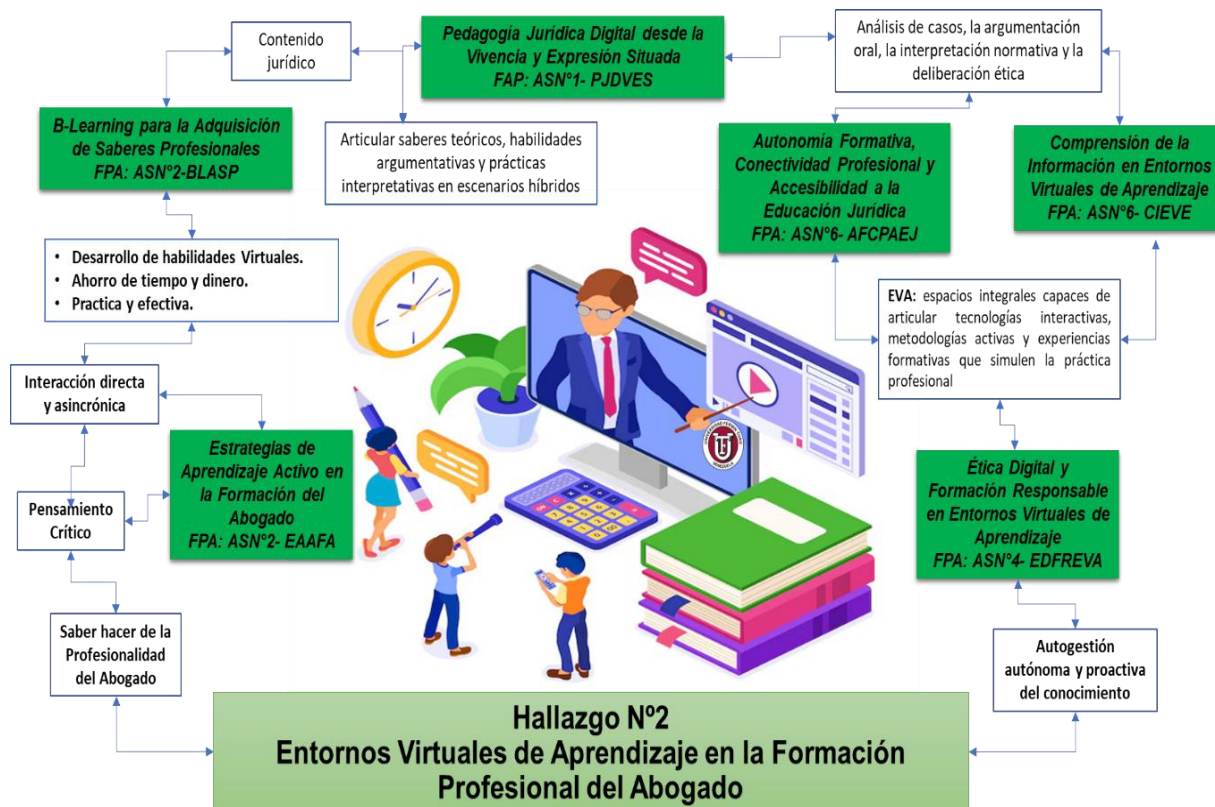 Contenido
jurídico
Pedagogía Jurídica Digital desde la
Vivencia y Expresión Situada
FAP: ASN°1- PJDVES
Análisis de casos, la argumentación
oral, la interpretación normativa y la
deliberación ética
B-Learning para la Adquisición
de Saberes Profesionales
FPA: ASN°2-BLASP
Articular saberes teóricos, habilidades
argumentativas y prácticas
interpretativas en escenarios híbridos
Autonomía Formativa,
Conectividad Profesional y
Accesibilidad a la
Educación Jurídica
FPA: ASN°6- AFCPAEJ
Comprensión de la
Información en Entornos
Virtuales de Aprendizaje
FPA: ASN°6- CIEVE
• Desarrollo de habilidades Virtuales.
• Ahorro de tiempo y dinero.
• Practica y efectiva.
EVA: espacios integrales capaces de
articular tecnologías interactivas,
metodologías activas y experiencias
formativas que simulen la práctica
profesional
Interacción directa
y asincrónica
Estrategias de
Aprendizaje Activo en
la Formación del
Abogado
FPA: ASN°2- EAAFA
Pensamiento
Crítico
Ética Digital y
Formación Responsable
en Entornos Virtuales de
Aprendizaje
FPA: ASN°4- EDFREVA
Saber hacer de la
Profesionalidad
del Abogado
Autogestión
autónoma y proactiva
del conocimiento
Hallazgo Nº2
Entornos Virtuales de Aprendizaje en la Formación
Profesional del Abogado